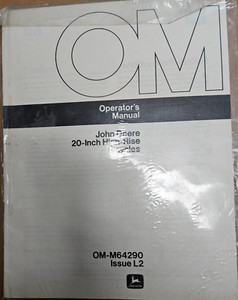 OM
Operator's
Manual
John Deere
20-Inch High-Rise
OM-M64290
Issue L2